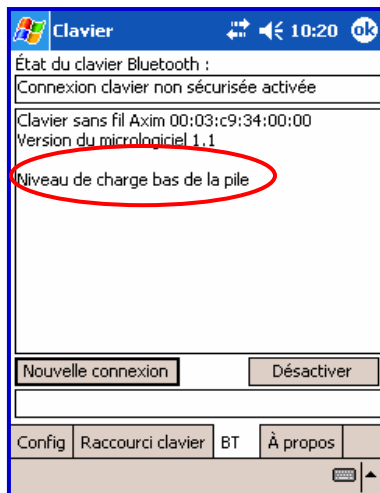 Clavier 10:20 ok
État du clavier Bluetooth :
Connexion clavier non sécurisée activée
Clavier sans fil Axim 00:03:c9:34:00:00
Version du micrologiciel 1.1
Niveau de charge bas de la pile
Nouvelle connexion Désactiver
Config Raccourci clavier BT À propos